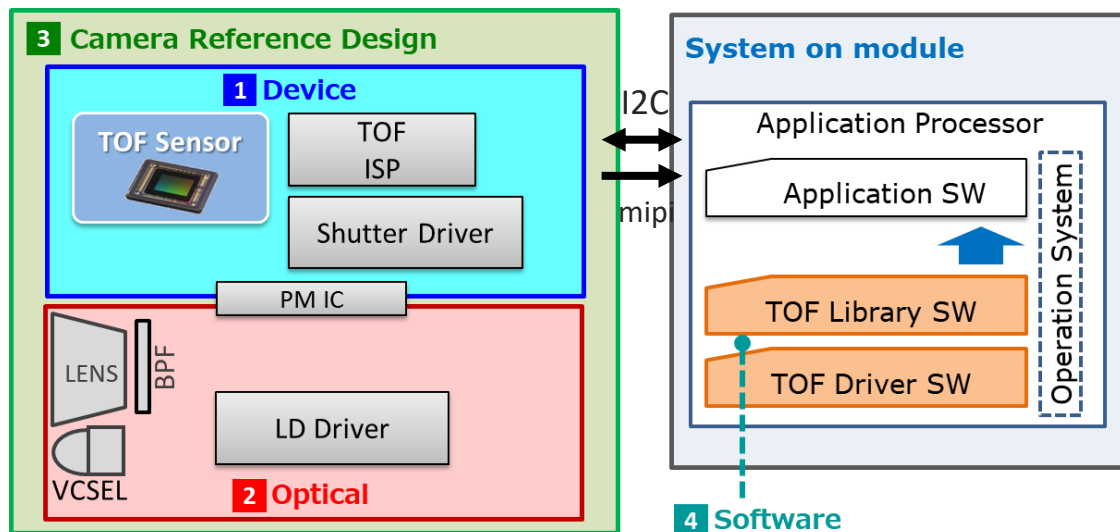 3 Camera Reference Design
1 Device
TOF Sensor
TOF
ISP
Shutter Driver
PM IC
LENS
BPF
VCSEL
LD Driver
2 Optical
I2C
mipi
System on module
Application Processor
Application SW
TOF Library SW
TOF Driver SW
Operation System
4 Software